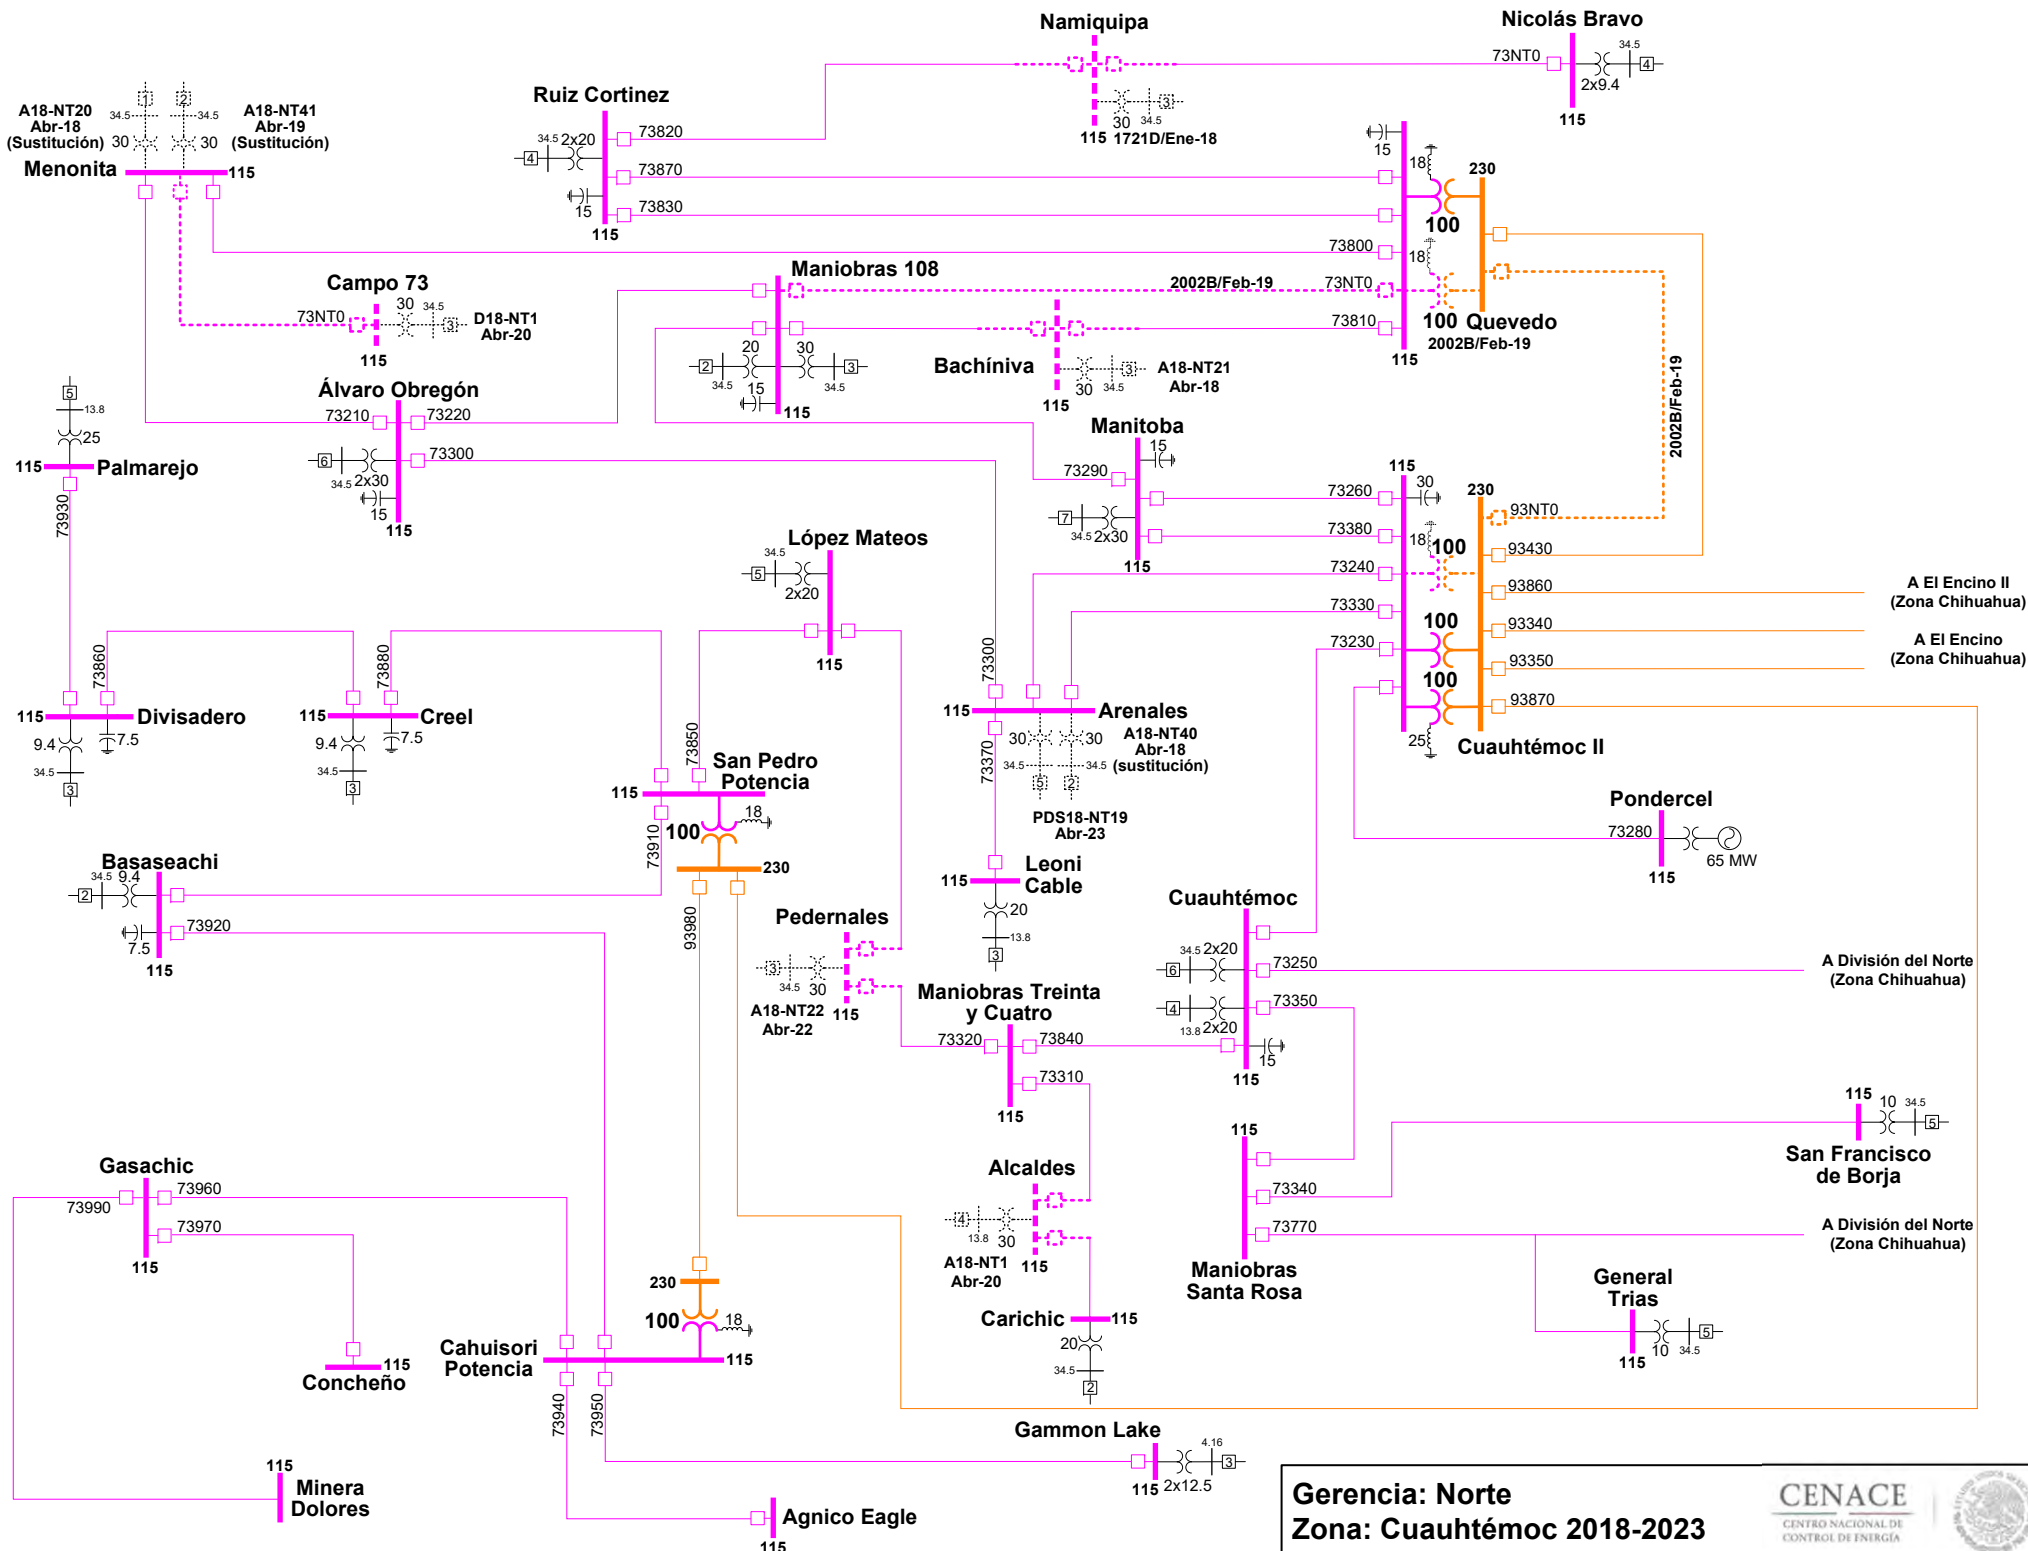 Namiquipa
Nicolás Bravo
73NT0
34.5
4
2x9.4
115
30
34.5
3
115
1721D/Ene-18
A18-NT20
Abr-18
(Sustitución)
1
34.5
30
2
34.5
30
A18-NT41
Abr-19
(Sustitución)
Menonita
115
Ruiz Cortinez
73820
34.5
2x20
4
73870
15
73830
115
15
18
230
100
73800
18
Maniobras 108
2002B/Feb-19
73NT0
100
Quevedo
2002B/Feb-19
73810
115
2002B/Feb-19
Campo 73
73NT0
30
34.5
3
D18-NT1
Abr-20
115
20
30
2
34.5
3
34.5
15
115
Bachíniva
30
34.5
3
A18-NT21
Abr-18
115
5
13.8
25
115
Palmarejo
73930
Álvaro Obregón
73210
73220
73300
6
34.5
2x30
15
115
Manitoba
15
73290
73260
7
34.5
2x30
73380
115
115
30
230
93NT0
18
100
93430
73240
93860
A El Encino II
(Zona Chihuahua)
73330
100
93340
A El Encino
(Zona Chihuahua)
73230
93350
100
93870
25
Cuauhtémoc II
López Mateos
34.5
5
2x20
115
73860
73880
73850
73300
115
Divisadero
9.4
7.5
34.5
3
115
Creel
9.4
7.5
34.5
3
115
Arenales
30
30
34.5
34.5
5
2
A18-NT40
Abr-18
(sustitución)
PDS18-NT19
Abr-23
73370
San Pedro
Potencia
115
18
100
230
73910
93980
Pondercel
73280
65 MW
115
Basaseachi
34.5
9.4
2
73920
7.5
115
115
Leoni
Cable
20
13.8
3
Pedernales
3
34.5
30
A18-NT22
Abr-22
115
Cuauhtémoc
34.5
2x20
6
73250
A División del Norte
(Zona Chihuahua)
4
13.8
2x20
73350
15
115
Maniobras Treinta
y Cuatro
73320
73840
73310
115
115
10
34.5
5
San Francisco
de Borja
115
73340
73770
A División del Norte
(Zona Chihuahua)
Maniobras
Santa Rosa
General
Trias
5
10
34.5
115
Gasachic
73960
73990
73970
115
Alcaldes
4
13.8
30
A18-NT1
Abr-20
115
Carichic
115
20
34.5
2
230
100
18
Cahuisori
Potencia
115
115
Concheño
73940
73950
Gammon Lake
4.16
3
115
2x12.5
115
Minera
Dolores
Agnico Eagle
115
Gerencia: Norte
Zona: Cuauhtémoc 2018-2023
CENACE
CENTRO NACIONAL DE
CONTROL DE ENERGÍA